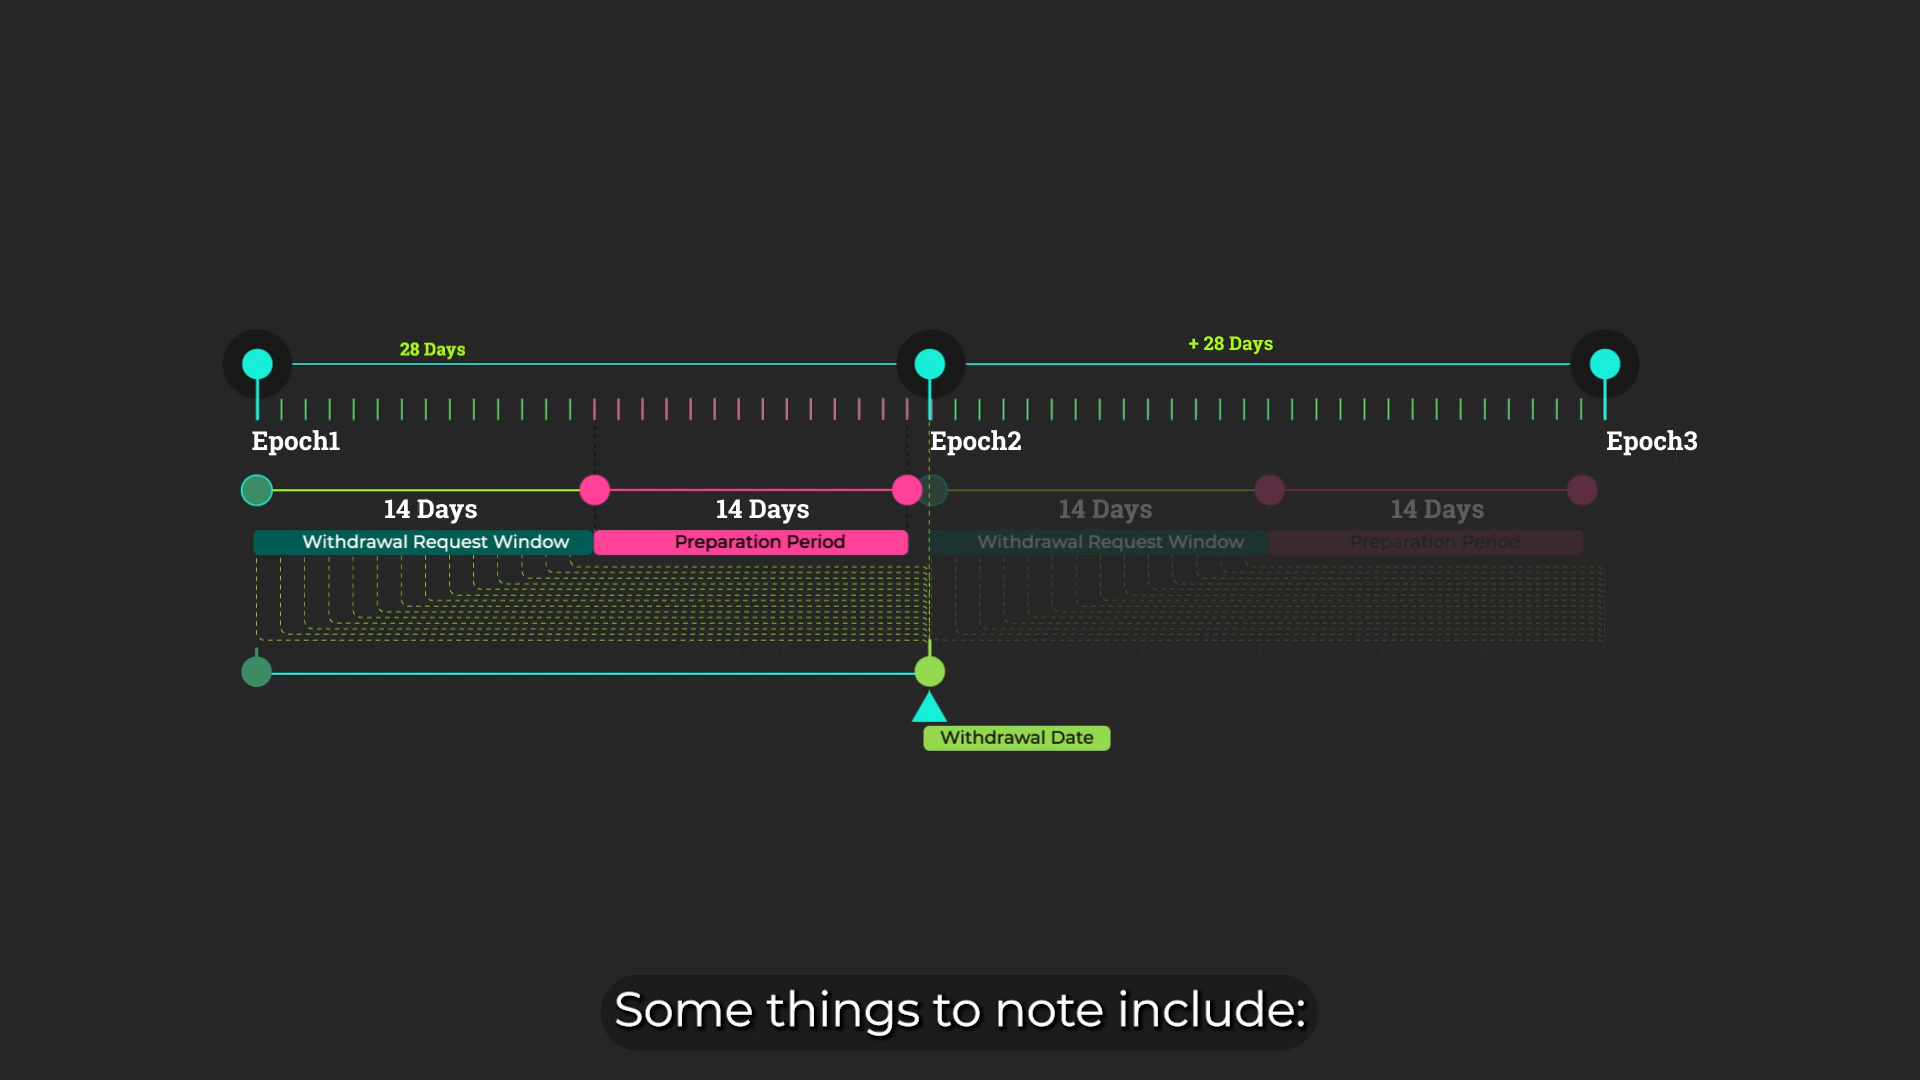 28 Days
+ 28 Days
Epoch1
Epoch2
Epoch3
14 Days
14 Days
14 Days
14 Days
Withdrawal Request Window
Preparation Period
Withdrawal Request Window
Preparation Period
Withdrawal Date
Some things to note include: